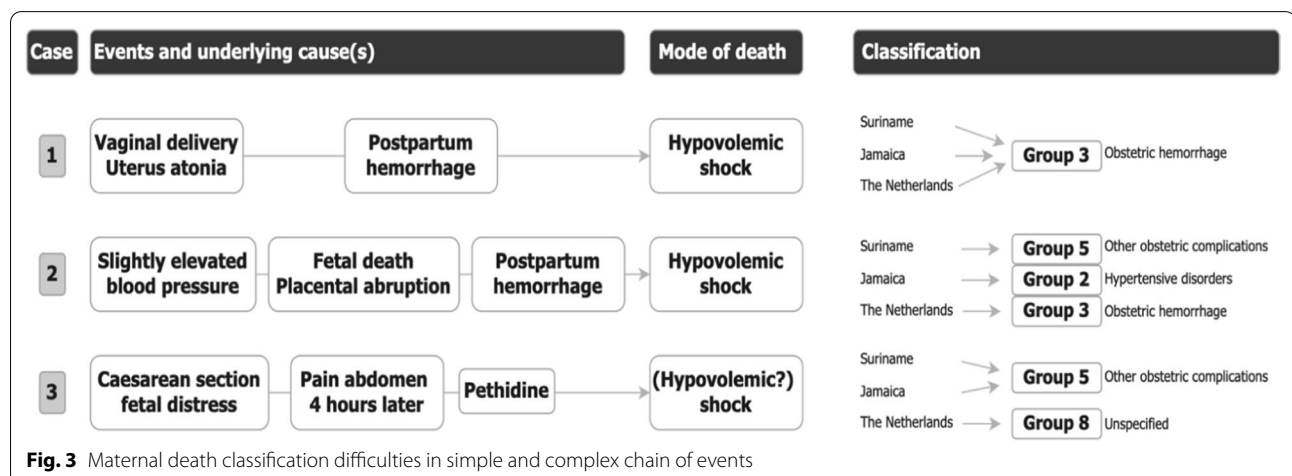 Case
Events and underlying cause(s)
Mode of death
Classification
1
Vaginal delivery
Uterus atonia
Postpartum
hemorrhage
Hypovolemic
shock
Suriname
Jamaica
The Netherlands
Group 3
Obstetric hemorrhage
2
Slightly elevated
blood pressure
Fetal death
Placental abruption
Postpartum
hemorrhage
Hypovolemic
shock
Suriname
Group 5
Other obstetric complications
Jamaica
Group 2
Hypertensive disorders
The Netherlands
Group 3
Obstetric hemorrhage
3
Caesarean section
fetal distress
Pain abdomen
4 hours later
Pethidine
(Hypovolemic?)
shock
Suriname
Jamaica
Group 5
Other obstetric complications
The Netherlands
Group 8
Unspecified
Fig. 3 Maternal death classification difficulties in simple and complex chain of events